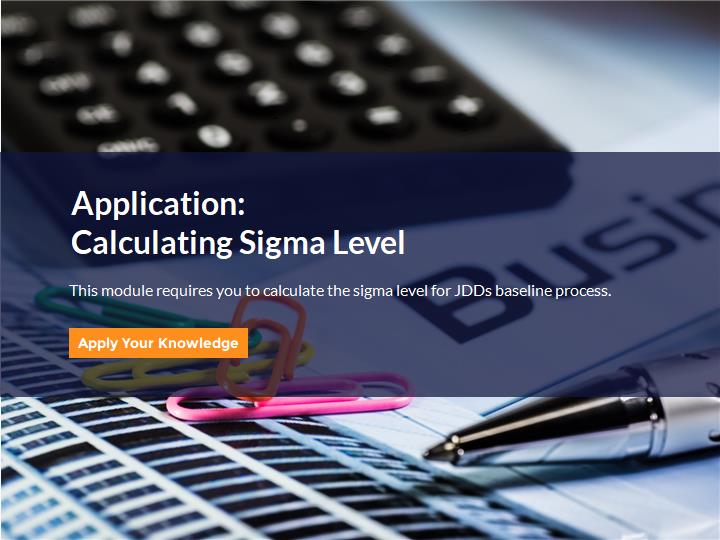 Application:
Calculating Sigma Level
This module requires you to calculate the sigma level for JDDs baseline process.
Apply Your Knowledge
Busin